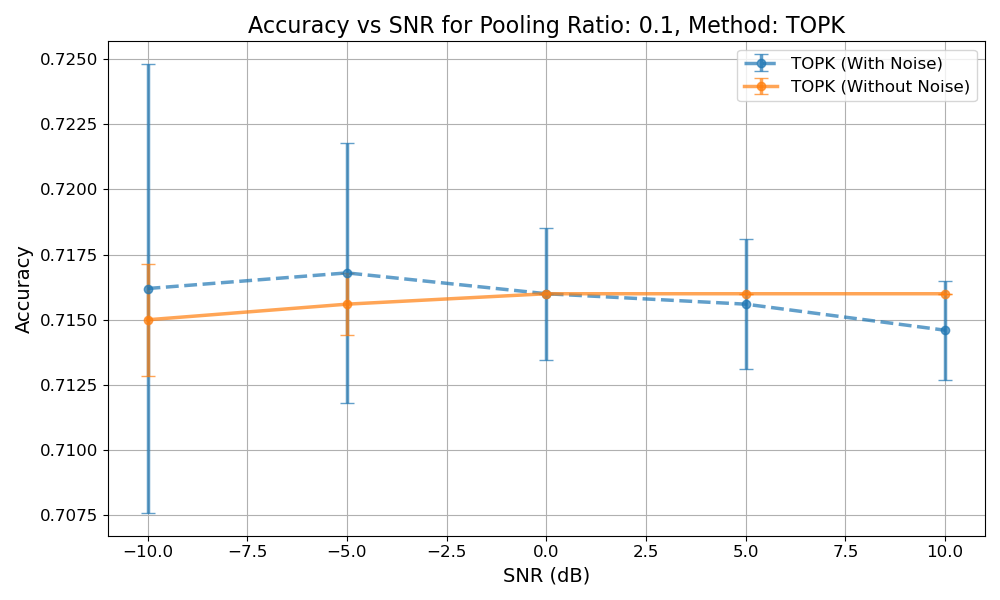 Accuracy vs SNR for Pooling Ratio: 0.1, Method: TOPK
TOPK (With Noise)
TOPK (Without Noise)
Accuracy
0.7250
0.7225
0.7200
0.7175
0.7150
0.7125
0.7100
0.7075
−10.0 −7.5 −5.0 −2.5 0.0 2.5 5.0 7.5 10.0
SNR (dB)